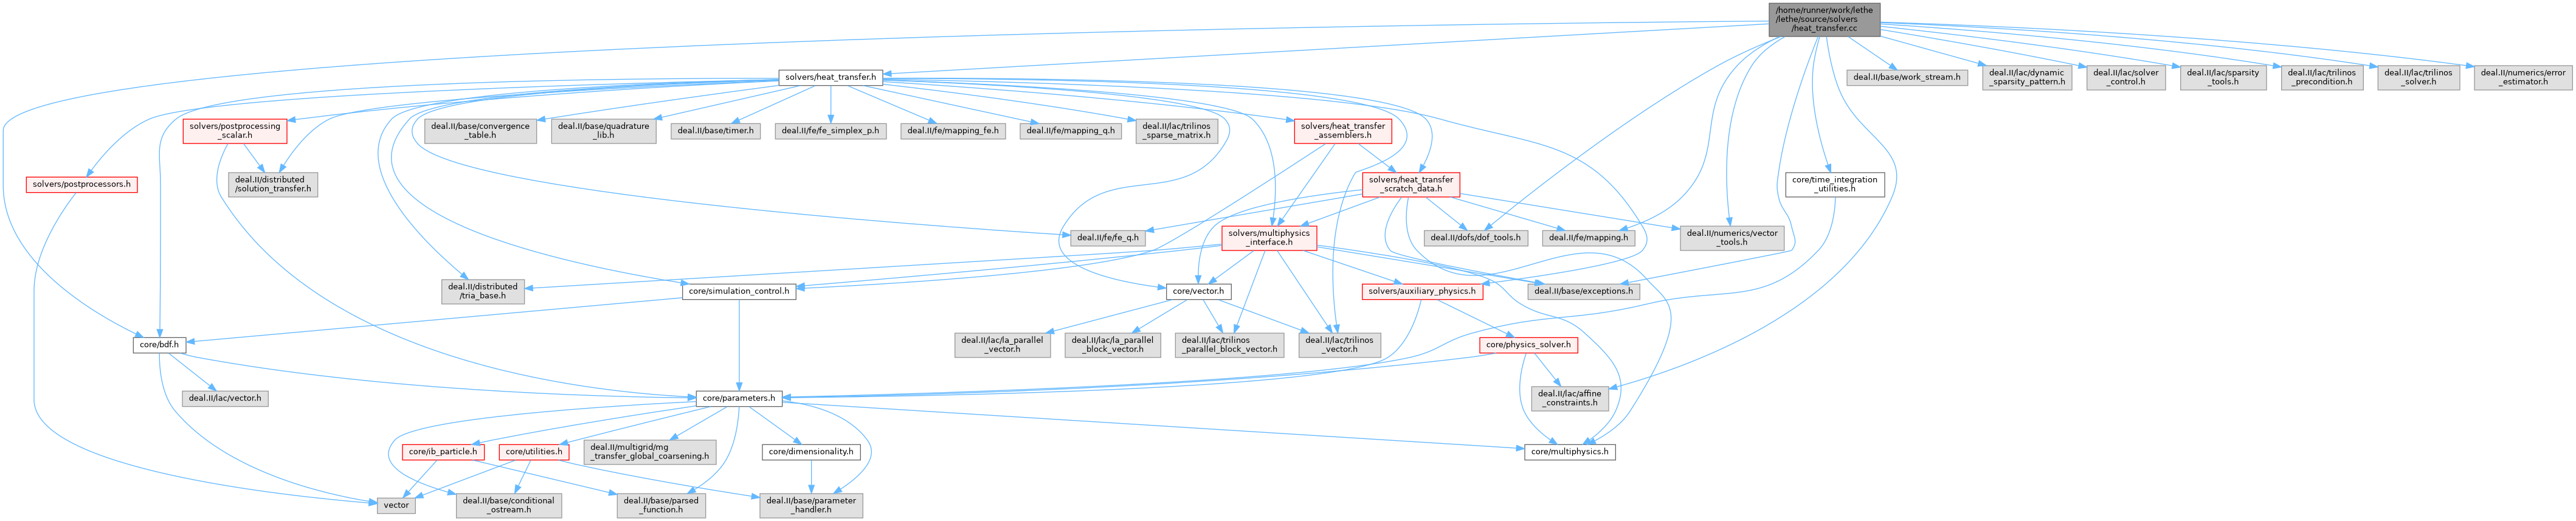 /home/runner/work/lethe
/lethe/source/solvers
/heat_transfer.cc
solvers/heat_transfer.h
deal.II/base/work_stream.h
deal.II/lac/dynamic
_sparsity_pattern.h
deal.II/lac/solver
_control.h
deal.II/lac/sparsity
_tools.h
deal.II/lac/trilinos
_precondition.h
deal.II/lac/trilinos
_solver.h
deal.II/numerics/error
_estimator.h
solvers/postprocessing
_scalar.h
deal.II/base/convergence
_table.h
deal.II/base/quadrature
_lib.h
deal.II/base/timer.h
deal.II/fe/fe_simplex_p.h
deal.II/fe/mapping_fe.h
deal.II/fe/mapping_q.h
deal.II/lac/trilinos
_sparse_matrix.h
solvers/heat_transfer
_assemblers.h
solvers/postprocessors.h
deal.II/distributed
/solution_transfer.h
solvers/heat_transfer
_scratch_data.h
core/time_integration
_utilities.h
deal.II/fe/fe_q.h
solvers/multiphysics
_interface.h
deal.II/dofs/dof_tools.h
deal.II/fe/mapping.h
deal.II/numerics/vector
_tools.h
deal.II/distributed
/tria_base.h
core/simulation_control.h
core/vector.h
solvers/auxiliary_physics.h
deal.II/base/exceptions.h
core/bdf.h
deal.II/lac/la_parallel
_vector.h
deal.II/lac/la_parallel
_block_vector.h
deal.II/lac/trilinos
_parallel_block_vector.h
deal.II/lac/trilinos
_vector.h
core/physics_solver.h
deal.II/lac/vector.h
core/parameters.h
deal.II/lac/affine
_constraints.h
core/ib_particle.h
core/utilities.h
deal.II/multigrid/mg
_transfer_global_coarsening.h
core/dimensionality.h
core/multiphysics.h
vector
deal.II/base/conditional
_ostream.h
deal.II/base/parsed
_function.h
deal.II/base/parameter
_handler.h